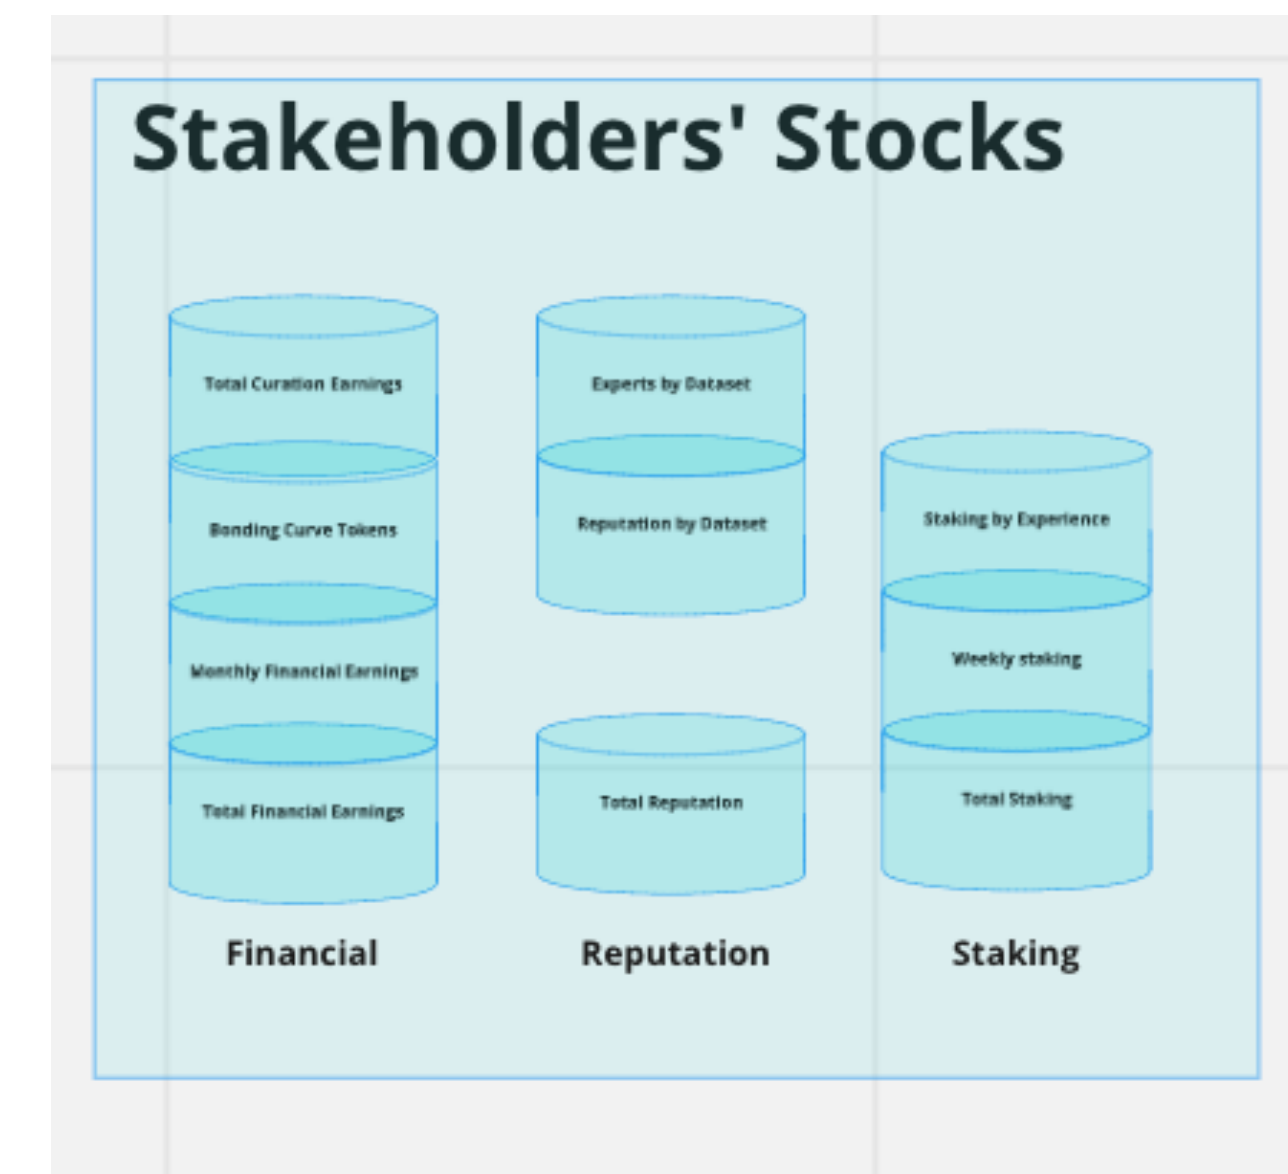 Stakeholders' Stocks
Total Curation Earnings
Bonding Curve Tokens
Monthly Financial Earnings
Total Financial Earnings
Financial
Experts by Dataset
Reputation by Dataset
Total Reputation
Reputation
Staking by Experience
Weekly staking
Total Staking
Staking